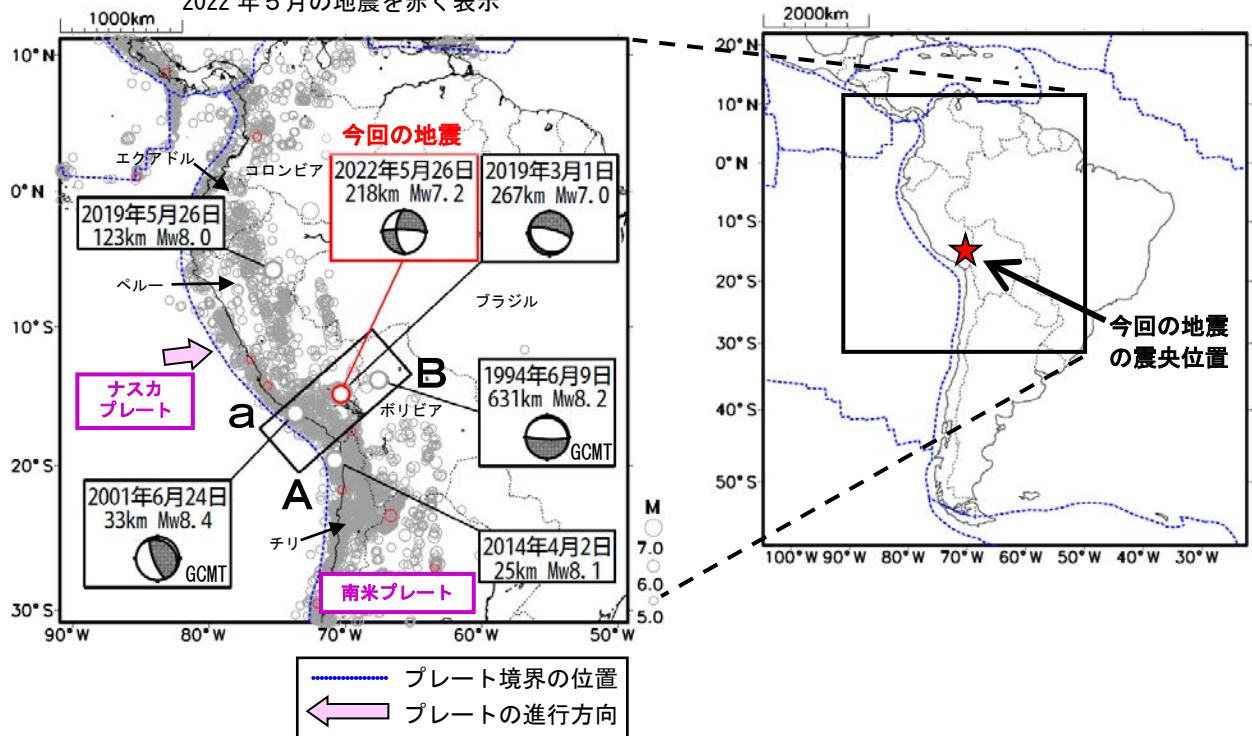 2022 年5月の地震を赤く表示
1000km
10°N
0°N
10°S
20°S
30°S
90°W
80°W
70°W
60°W
50°W
エクアドル
コロンビア
今回の地震
2022年5月26日
218km Mw7.2
2019年3月1日
267km Mw7.0
2019年5月26日
123km Mw8.0
ペルー
ブラジル
ナスカ
プレート
a
B
1994年6月9日
631km Mw8.2
GCMT
ボリビア
A
2001年6月24日
33km Mw8.4
GCMT
チリ
2014年4月2日
25km Mw8.1
南米プレート
M
7.0
6.0
5.0
プレート境界の位置
プレートの進行方向
2000km
20°N
10°N
0°N
10°S
20°S
30°S
40°S
50°S
100°W
90°W
80°W
70°W
60°W
50°W
40°W
30°W
今回の地震
の震央位置